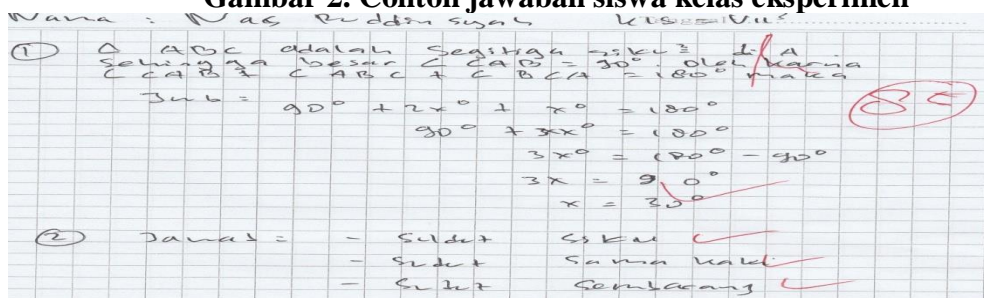 Gambar 2. Contoh jawaban siswa kelas eksperimen
Nama : Nas Ruddin syah kls = VII
① △ ABC adalah segitiga siku² di A
Sehingga besar ∠ CAB = 90°. oleh karna
∠ CAB + ∠ ABC + ∠ BCA = 180° maka
Jwb = 90° + 2x° + x° = 180°
90° + 3x° = 180°
3x° = 180° - 90°
3x = 90°
x = 30°
85
② Jawab = - Sudut siku
- Sudut sama kaki
- Sudut sembarang